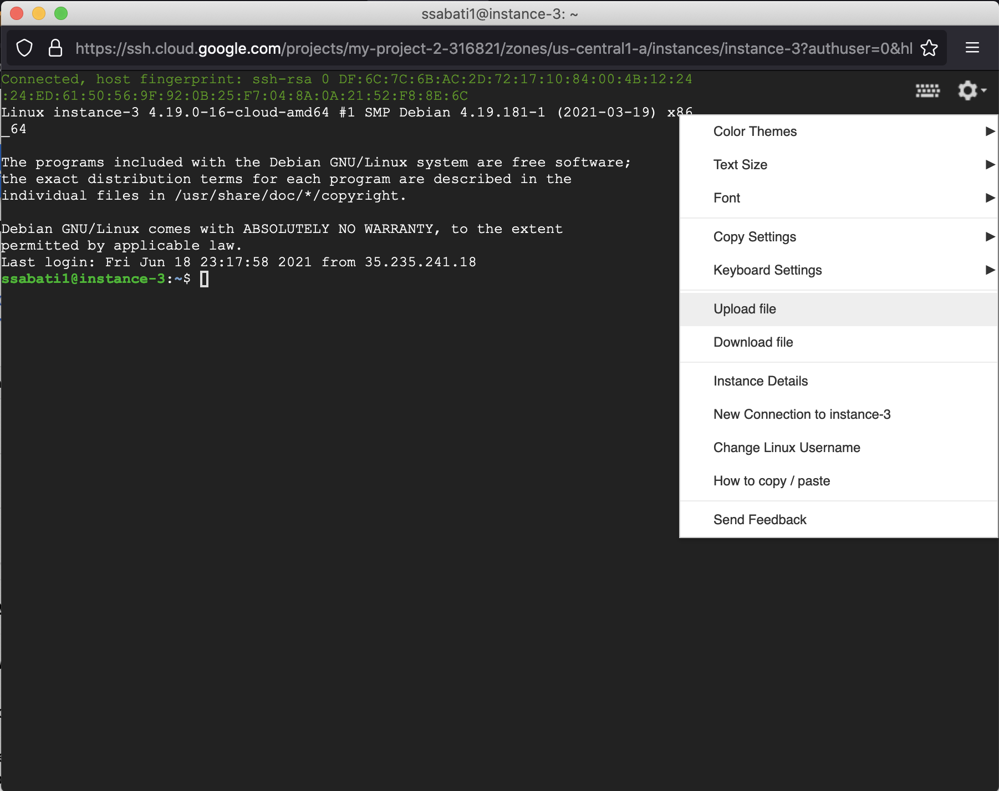 ssabati1@instance-3: ~
https://ssh.cloud.google.com/projects/my-project-2-316821/zones/us-central1-a/instances/instance-3?authuser=0&hl
Connected, host fingerprint: ssh-rsa 0 DF:6C:7C:6B:AC:2D:72:17:10:84:00:4B:12:24
:24:ED:61:50:56:9F:92:0B:25:F7:04:8A:0A:21:52:F8:8E:6C
Linux instance-3 4.19.0-16-cloud-amd64 #1 SMP Debian 4.19.181-1 (2021-03-19) x86
_64
The programs included with the Debian GNU/Linux system are free software;
the exact distribution terms for each program are described in the
individual files in /usr/share/doc/*/copyright.
Debian GNU/Linux comes with ABSOLUTELY NO WARRANTY, to the extent
permitted by applicable law.
Last login: Fri Jun 18 23:17:58 2021 from 35.235.241.18
ssabati1@instance-3:~$
Color Themes
Text Size
Font
Copy Settings
Keyboard Settings
Upload file
Download file
Instance Details
New Connection to instance-3
Change Linux Username
How to copy / paste
Send Feedback